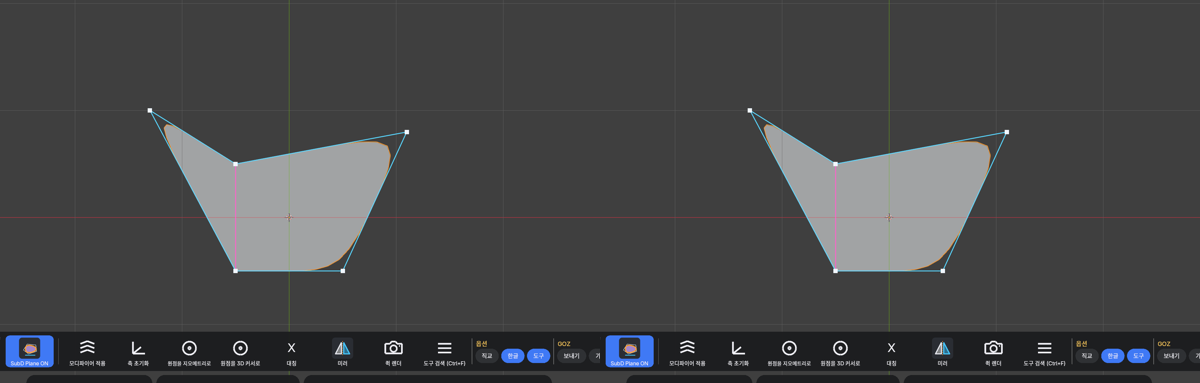 옵션 GOZ
SubD Plane ON 모디파이어 적용 축 초기화 원점을 지오메트리로 원점을 3D 커서로 X 대칭 미러 퀵 렌더 도구 검색 (Ctrl+F) 직교 한글 도구 보내기
옵션 GOZ
SubD Plane ON 모디파이어 적용 축 초기화 원점을 지오메트리로 원점을 3D 커서로 X 대칭 미러 퀵 렌더 도구 검색 (Ctrl+F) 직교 한글 도구 보내기